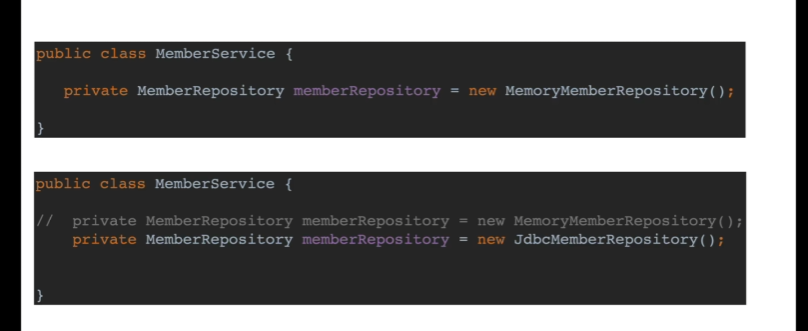 public class MemberService {
private MemberRepository memberRepository = new MemoryMemberRepository();
}
public class MemberService {
//  private MemberRepository memberRepository = new MemoryMemberRepository();
private MemberRepository memberRepository = new JdbcMemberRepository();
}